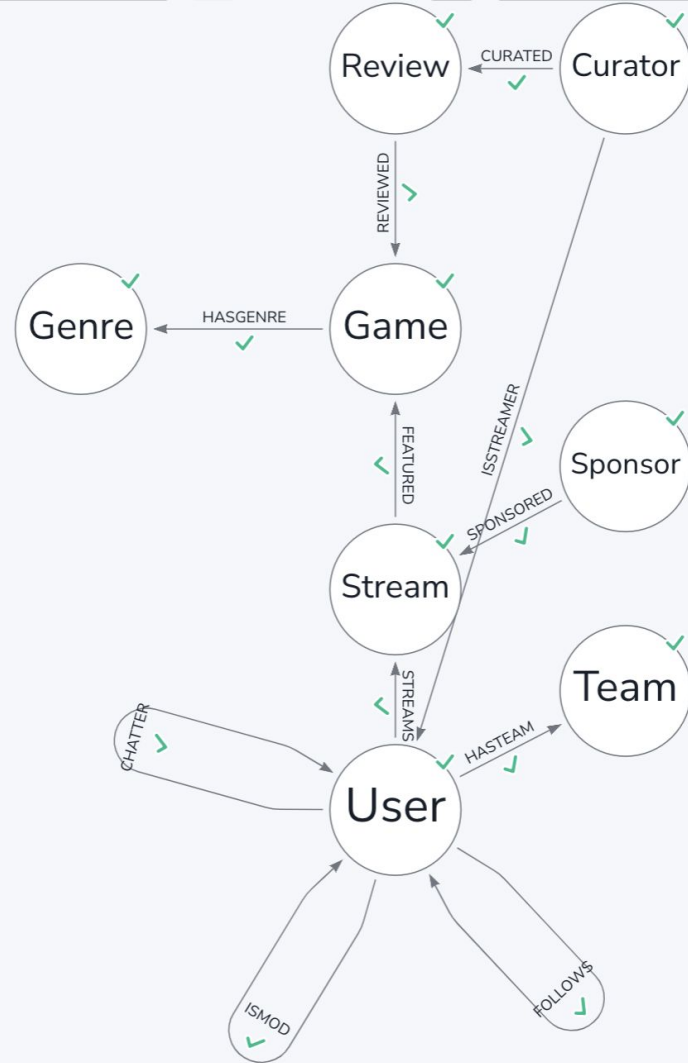 Review
CURATED
Curator
REVIEWED
Genre
HASGENRE
Game
ISSTREAMER
FEATURED
Sponsor
SPONSORED
Stream
STREAMS
Team
HASTEAM
CHATTER
User
ISMOD
FOLLOWS